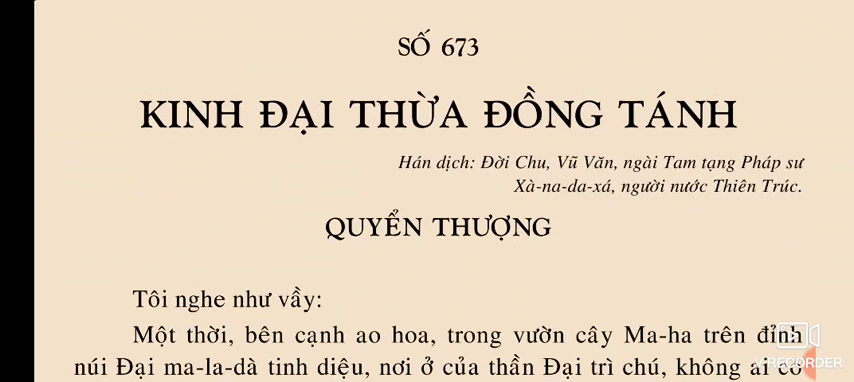 SỐ 673
KINH ĐẠI THỪA ĐỒNG TÁNH
Hán dịch: Đời Chu, Vũ Văn, ngài Tam tạng Pháp sư
Xà-na-da-xá, người nước Thiên Trúc.
QUYỂN THƯỢNG
Tôi nghe như vầy:
Một thời, bên cạnh ao hoa, trong vườn cây Ma-ha trên đỉnh
núi Đại ma-la-dà tinh diệu, nơi ở của thần Đại trì chú, không ai có
VIRECORDER